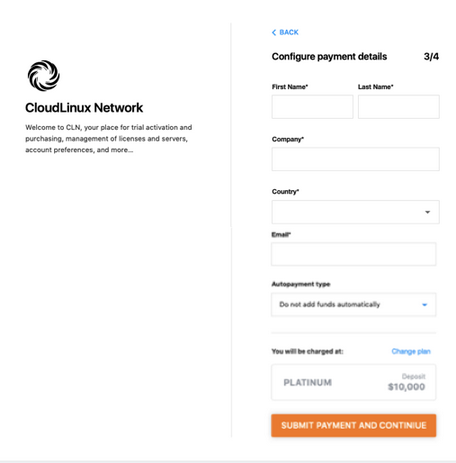 CloudLinux Network
Welcome to CLN, your place for trial activation and
purchasing, management of licenses and servers,
account preferences, and more...
BACK
Configure payment details 3/4
First Name* Last Name*
Company*
Country*
Email*
Autopayment type
Do not add funds automatically
You will be charged at: Change plan
PLATINUM Deposit
$10,000
SUBMIT PAYMENT AND CONTINIUE